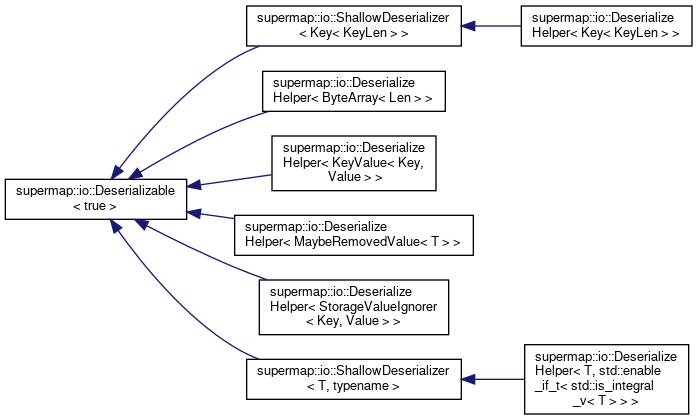 supermap::io::ShallowDeserializer
< Key< KeyLen > >
supermap::io::Deserialize
Helper< Key< KeyLen > >
supermap::io::Deserialize
Helper< ByteArray< Len > >
supermap::io::Deserialize
Helper< KeyValue< Key,
Value > >
supermap::io::Deserializable
< true >
supermap::io::Deserialize
Helper< MaybeRemovedValue< T > >
supermap::io::Deserialize
Helper< StorageValueIgnorer
< Key, Value > >
supermap::io::ShallowDeserializer
< T, typename >
supermap::io::Deserialize
Helper< T, std::enable
_if_t< std::is_integral
_v< T > > >